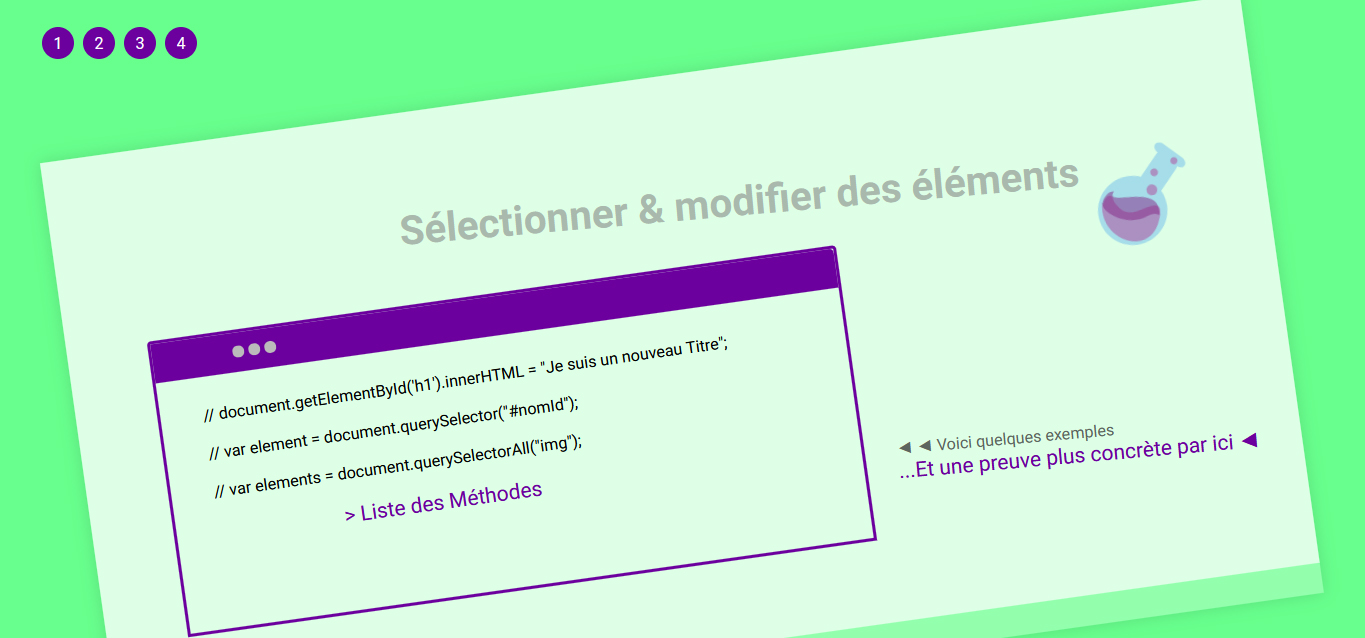 1 2 3 4
Sélectionner & modifier des éléments
// document.getElementById('h1').innerHTML = "Je suis un nouveau Titre";
// var element = document.querySelector("#nomId");
// var elements = document.querySelectorAll("img");
> Liste des Méthodes
◄ ◄ Voici quelques exemples
...Et une preuve plus concrète par ici ◄